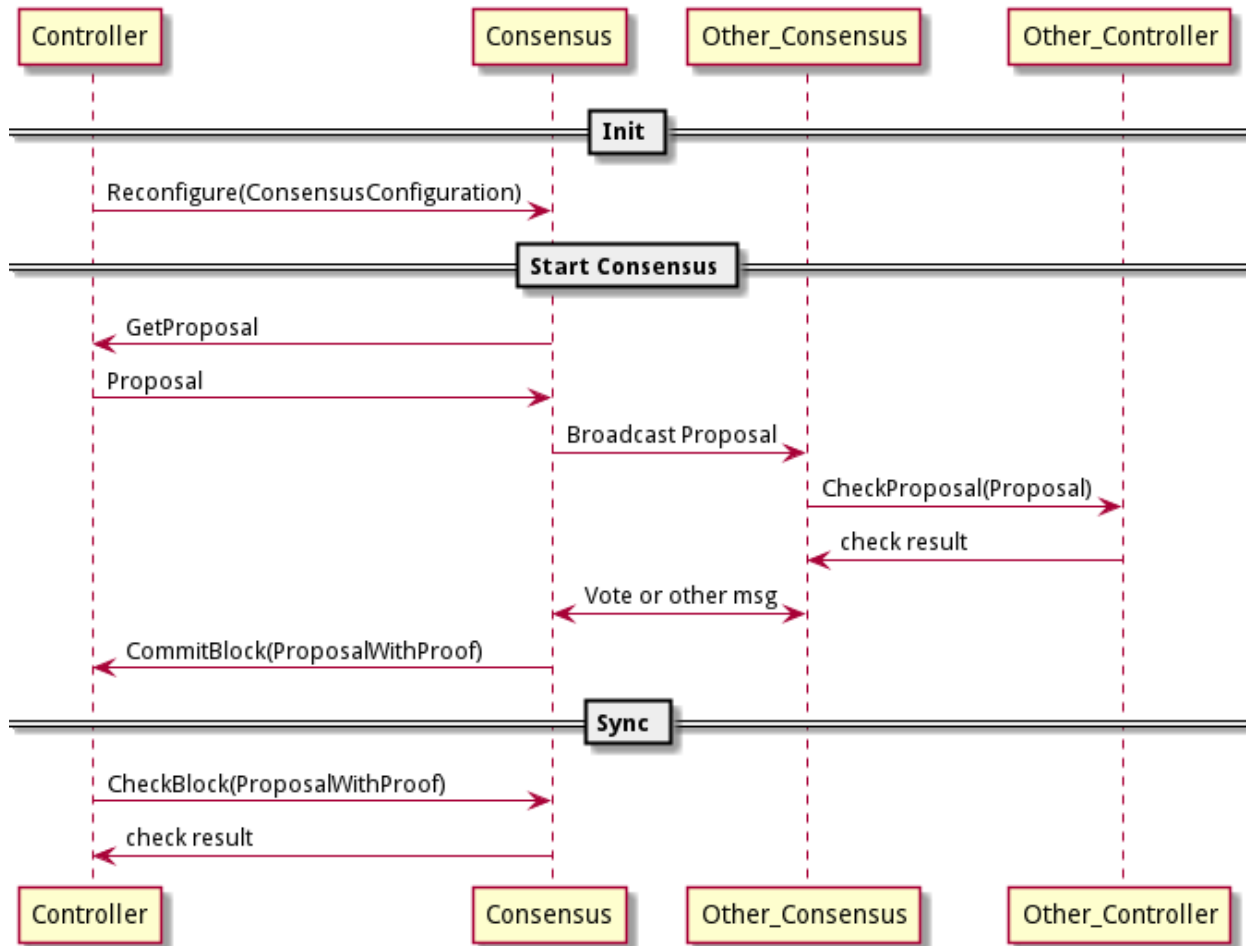 Controller
Consensus
Other_Consensus
Other_Controller
Init
Reconfigure(ConsensusConfiguration)
Start Consensus
GetProposal
Proposal
Broadcast Proposal
CheckProposal(Proposal)
check result
Vote or other msg
CommitBlock(ProposalWithProof)
Sync
CheckBlock(ProposalWithProof)
check result
Controller
Consensus
Other_Consensus
Other_Controller